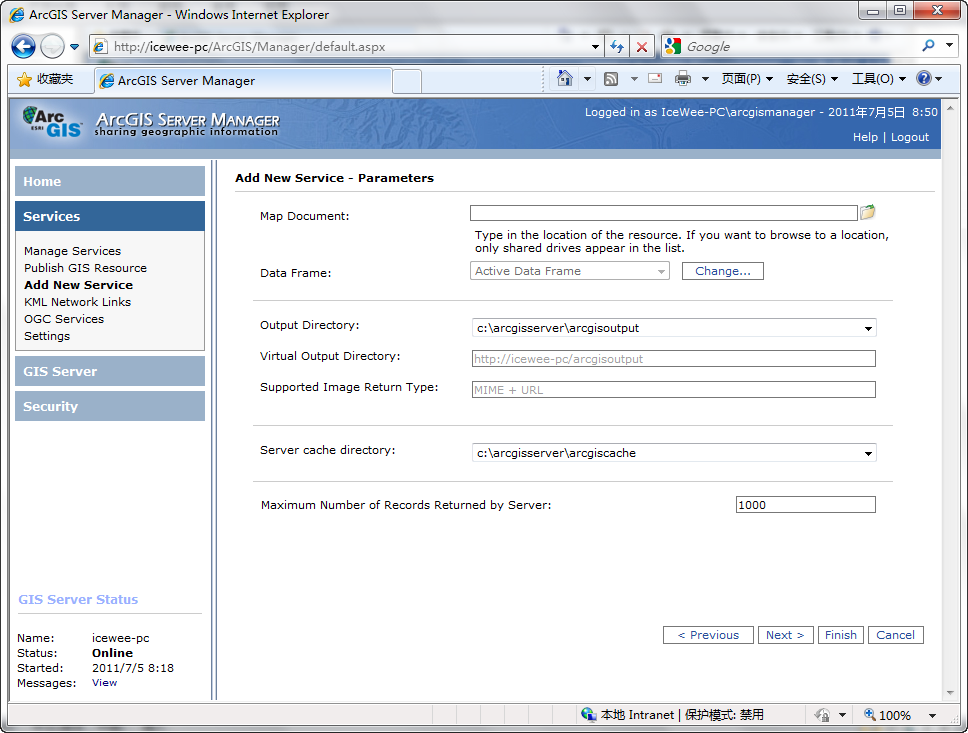 ArcGIS Server Manager - Windows Internet Explorer
http://icewee-pc/ArcGIS/Manager/default.aspx
Google
收藏夹
ArcGIS Server Manager
页面(P)
安全(S)
工具(O)
Arc
ESRI GIS
ArcGIS Server Manager
sharing geographic information
Logged in as IceWee-PC\arcgismanager - 2011年7月5日 8:50
Help | Logout
Home
Services
Manage Services
Publish GIS Resource
Add New Service
KML Network Links
OGC Services
Settings
GIS Server
Security
GIS Server Status
Name: icewee-pc
Status: Online
Started: 2011/7/5 8:18
Messages: View
Add New Service - Parameters
Map Document:
Type in the location of the resource. If you want to browse to a location,
only shared drives appear in the list.
Data Frame: Active Data Frame Change...
Output Directory: c:\arcgisserver\arcgisoutput
Virtual Output Directory: http://icewee-pc/arcgisoutput
Supported Image Return Type: MIME + URL
Server cache directory: c:\arcgisserver\arcgiscache
Maximum Number of Records Returned by Server: 1000
< Previous Next > Finish Cancel
本地 Intranet | 保护模式: 禁用
100%